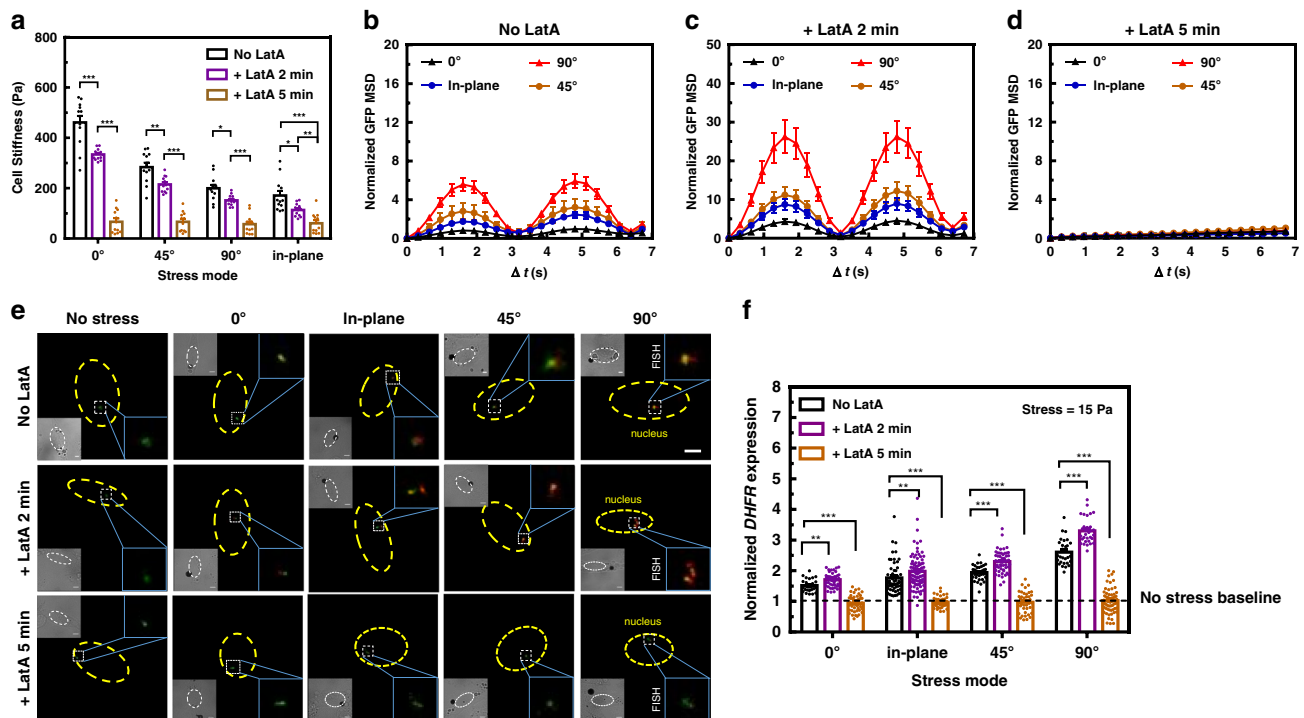 a
800
600
400
200
0
Cell Stiffness (Pa)
No LatA
+ LatA 2 min
+ LatA 5 min
***
***
**
***
*
***
***
**
*
0°
45°
90°
in-plane
Stress mode
b
No LatA
20
16
12
8
4
0
Normalized GFP MSD
0°
90°
In-plane
45°
0 1 2 3 4 5 6 7
Δ t (s)
c
+ LatA 2 min
50
40
30
20
10
0
Normalized GFP MSD
0°
90°
In-plane
45°
0 1 2 3 4 5 6 7
Δ t (s)
d
+ LatA 5 min
20
16
12
8
4
0
Normalized GFP MSD
0°
90°
In-plane
45°
0 1 2 3 4 5 6 7
Δ t (s)
e
No stress
0°
In-plane
45°
90°
No LatA
FISH
nucleus
nucleus
+ LatA 2 min
nucleus
FISH
+ LatA 5 min
nucleus
FISH
f
8
7
6
5
4
3
2
1
0
Normalized DHFR expression
No LatA
+ LatA 2 min
+ LatA 5 min
Stress = 15 Pa
***
**
***
**
***
***
***
***
No stress baseline
0°
in-plane
45°
90°
Stress mode